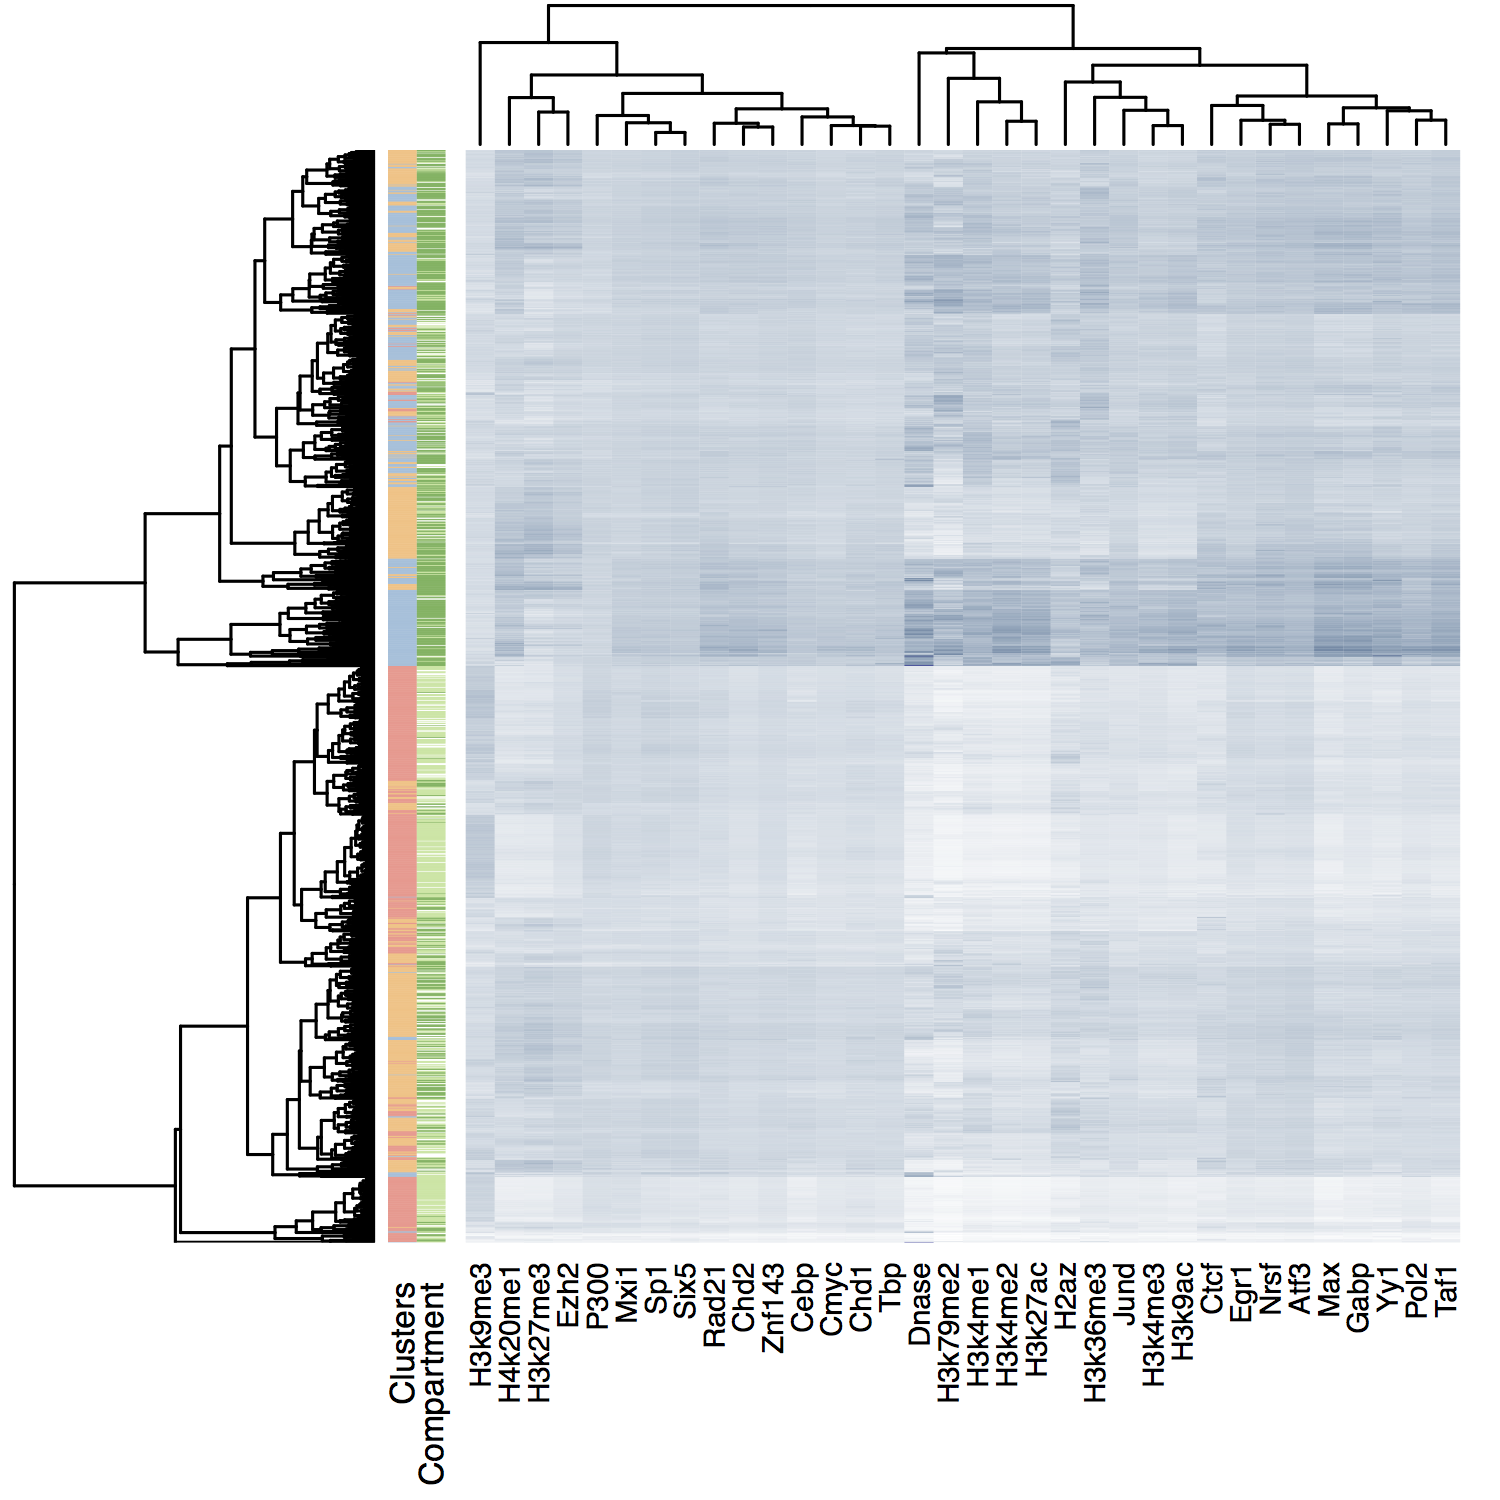 Clusters
Compartment
H3k9me3
H4k20me1
H3k27me3
Ezh2
P300
Mxi1
Sp1
Six5
Rad21
Chd2
Znf143
Cebp
Cmyc
Chd1
Tbp
Dnase
H3k79me2
H3k4me1
H3k4me2
H3k27ac
H2az
H3k36me3
Jund
H3k4me3
H3k9ac
Ctcf
Egr1
Nrsf
Atf3
Max
Gabp
Yy1
Pol2
Taf1